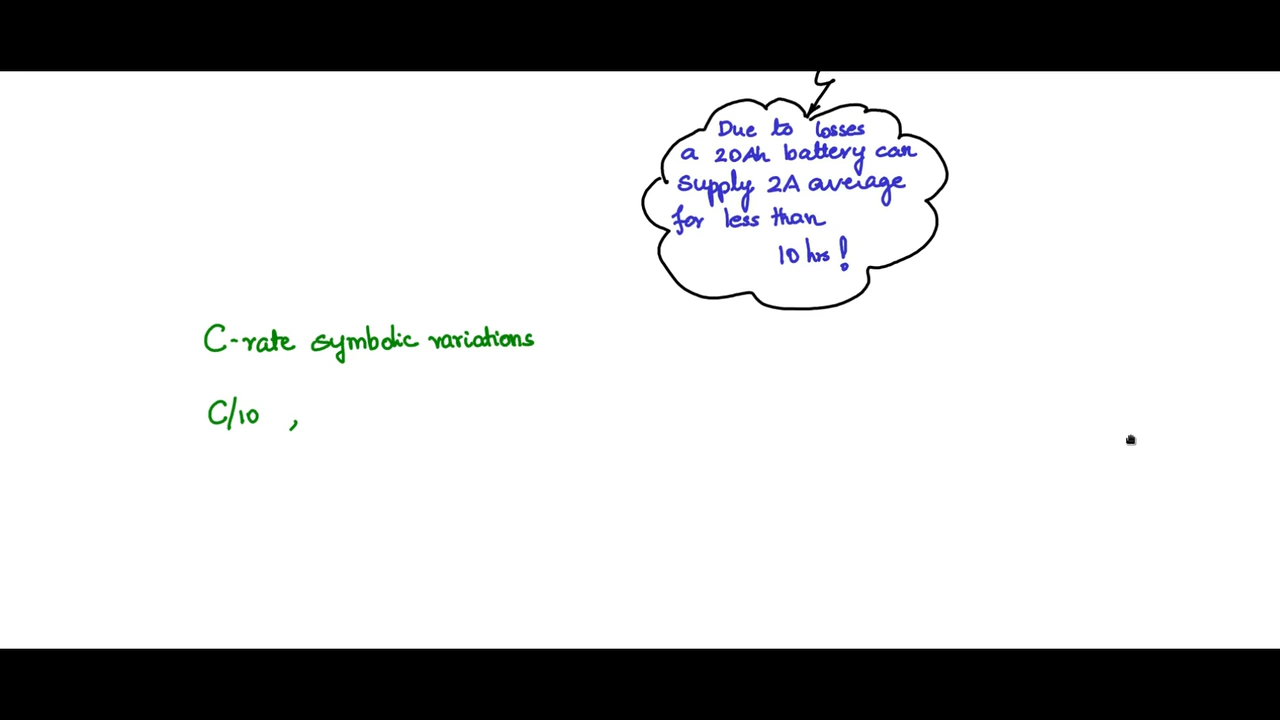 Due to losses
a 20Ah battery can
supply 2A average
for less than
10 hrs!
C-rate symbolic variations
C/10 ,